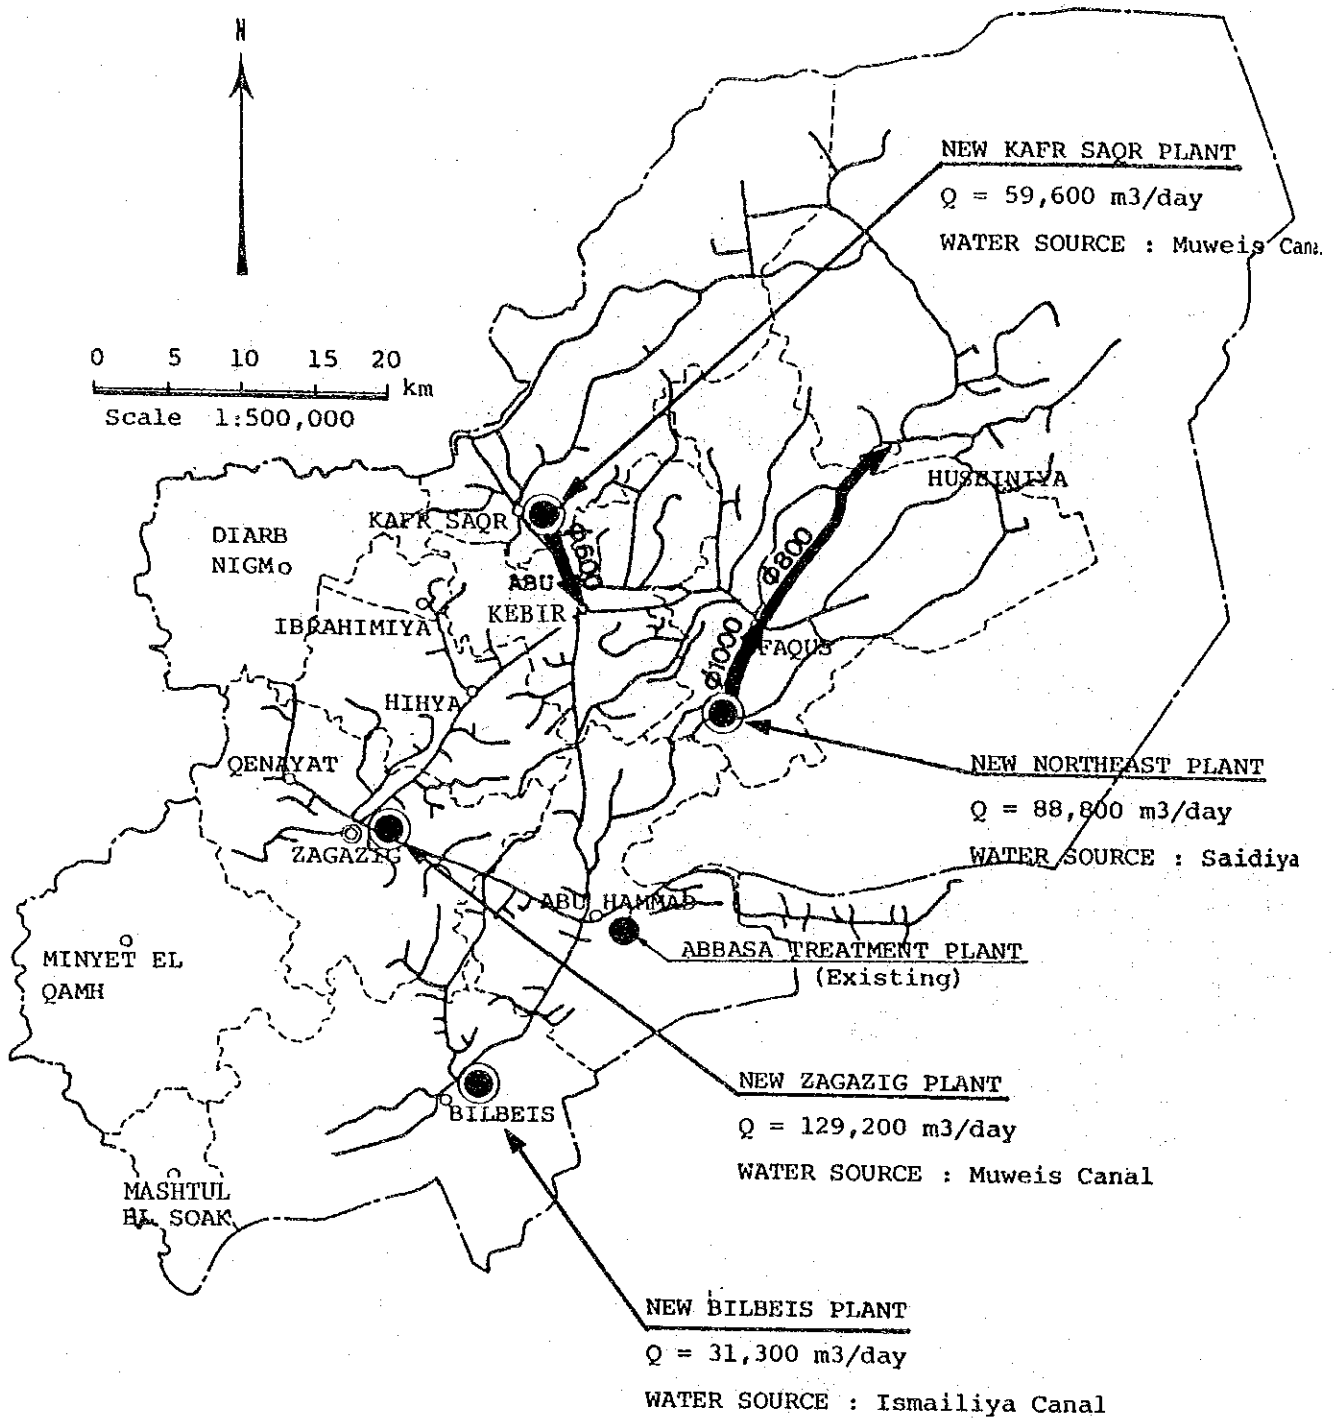 N
NEW KAFR SAQR PLANT
Q = 59,600 m3/day
WATER SOURCE : Muweis Cana.
0 5 10 15 20
km
Scale 1:500,000
HUSEINIYA
KAFR SAQR
DIARB
NIGM
φ600
φ800
ABU
KEBIR
IBRAHIMIYA
φ1000
FAQUS
HIHYA
QENAYAT
NEW NORTHEAST PLANT
Q = 88,800 m3/day
WATER SOURCE : Saidiya
ZAGAZIG
ABU HAMMAD
ABBASA TREATMENT PLANT
(Existing)
MINYET EL
QAMH
NEW ZAGAZIG PLANT
Q = 129,200 m3/day
WATER SOURCE : Muweis Canal
BILBEIS
MASHTUL
EL SOAK
NEW BILBEIS PLANT
Q = 31,300 m3/day
WATER SOURCE : Ismailiya Canal